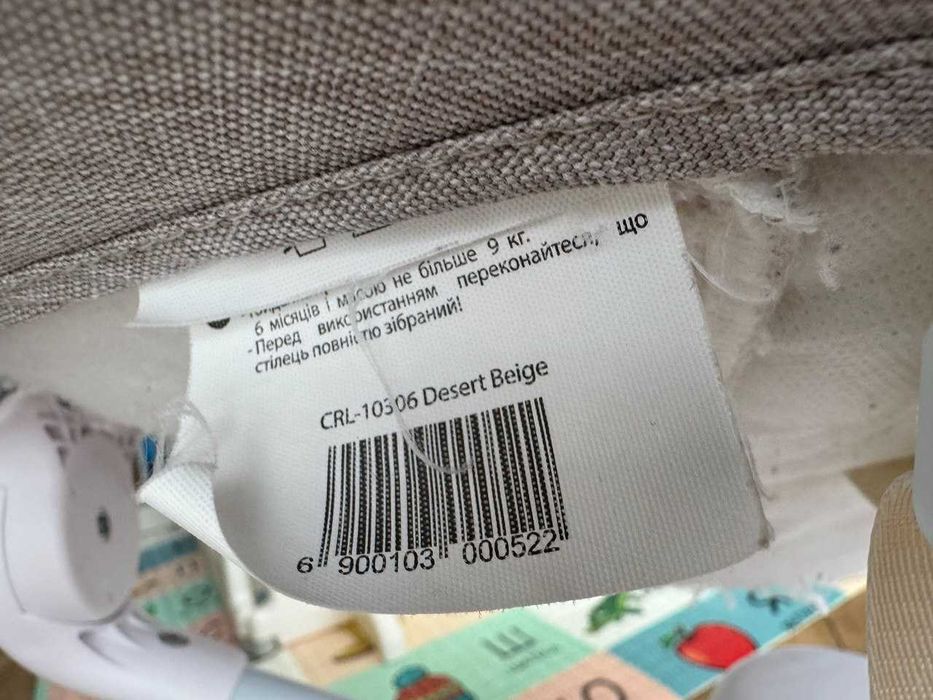 6 місяців і масою не більше 9 кг.
-Перед використанням переконайтеся, що
стілець повністю зібраний!
CRL-10306 Desert Beige
6 900103 000522
Ш